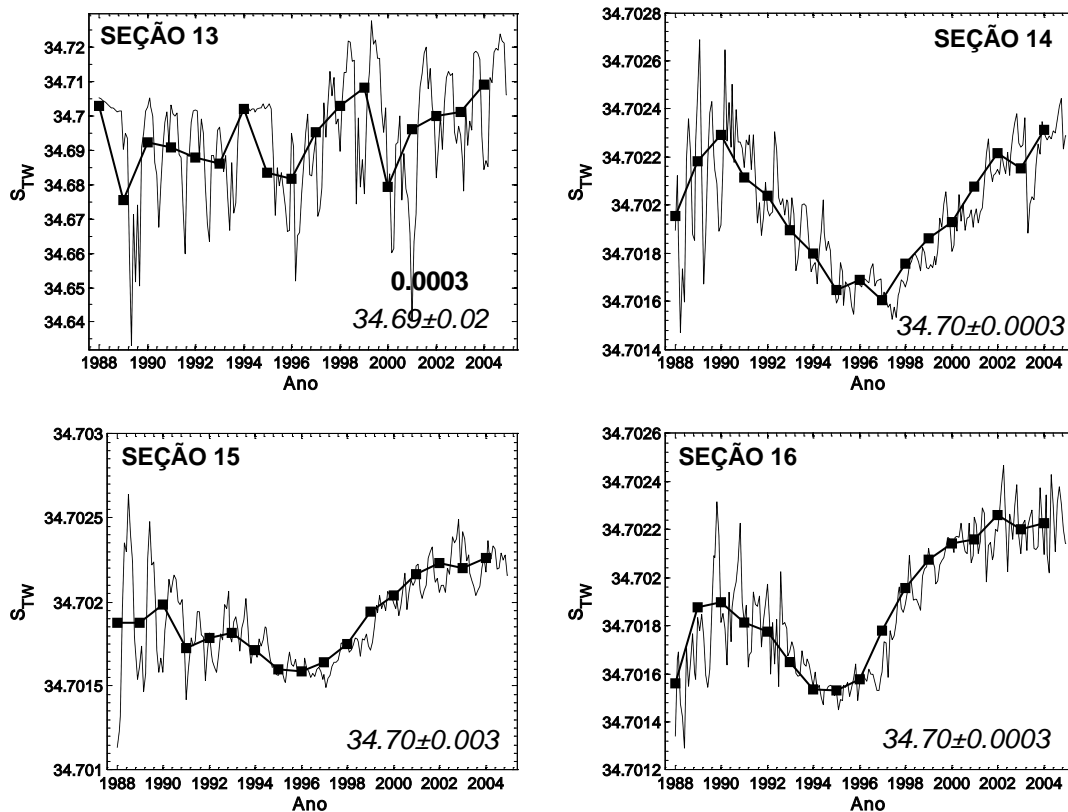 SEÇÃO 13
34.72
34.71
34.7
34.69
34.68
34.67
34.66
34.65
34.64
S_TW
0.0003
34.69±0.02
1988 1990 1992 1994 1996 1998 2000 2002 2004
Ano
SEÇÃO 14
34.7028
34.7026
34.7024
34.7022
34.702
34.7018
34.7016
34.7014
S_TW
34.70±0.0003
1988 1990 1992 1994 1996 1998 2000 2002 2004
Ano
SEÇÃO 15
34.703
34.7025
34.702
34.7015
34.701
S_TW
34.70±0.003
1988 1990 1992 1994 1996 1998 2000 2002 2004
Ano
SEÇÃO 16
34.7026
34.7024
34.7022
34.702
34.7018
34.7016
34.7014
34.7012
S_TW
34.70±0.0003
1988 1990 1992 1994 1996 1998 2000 2002 2004
Ano